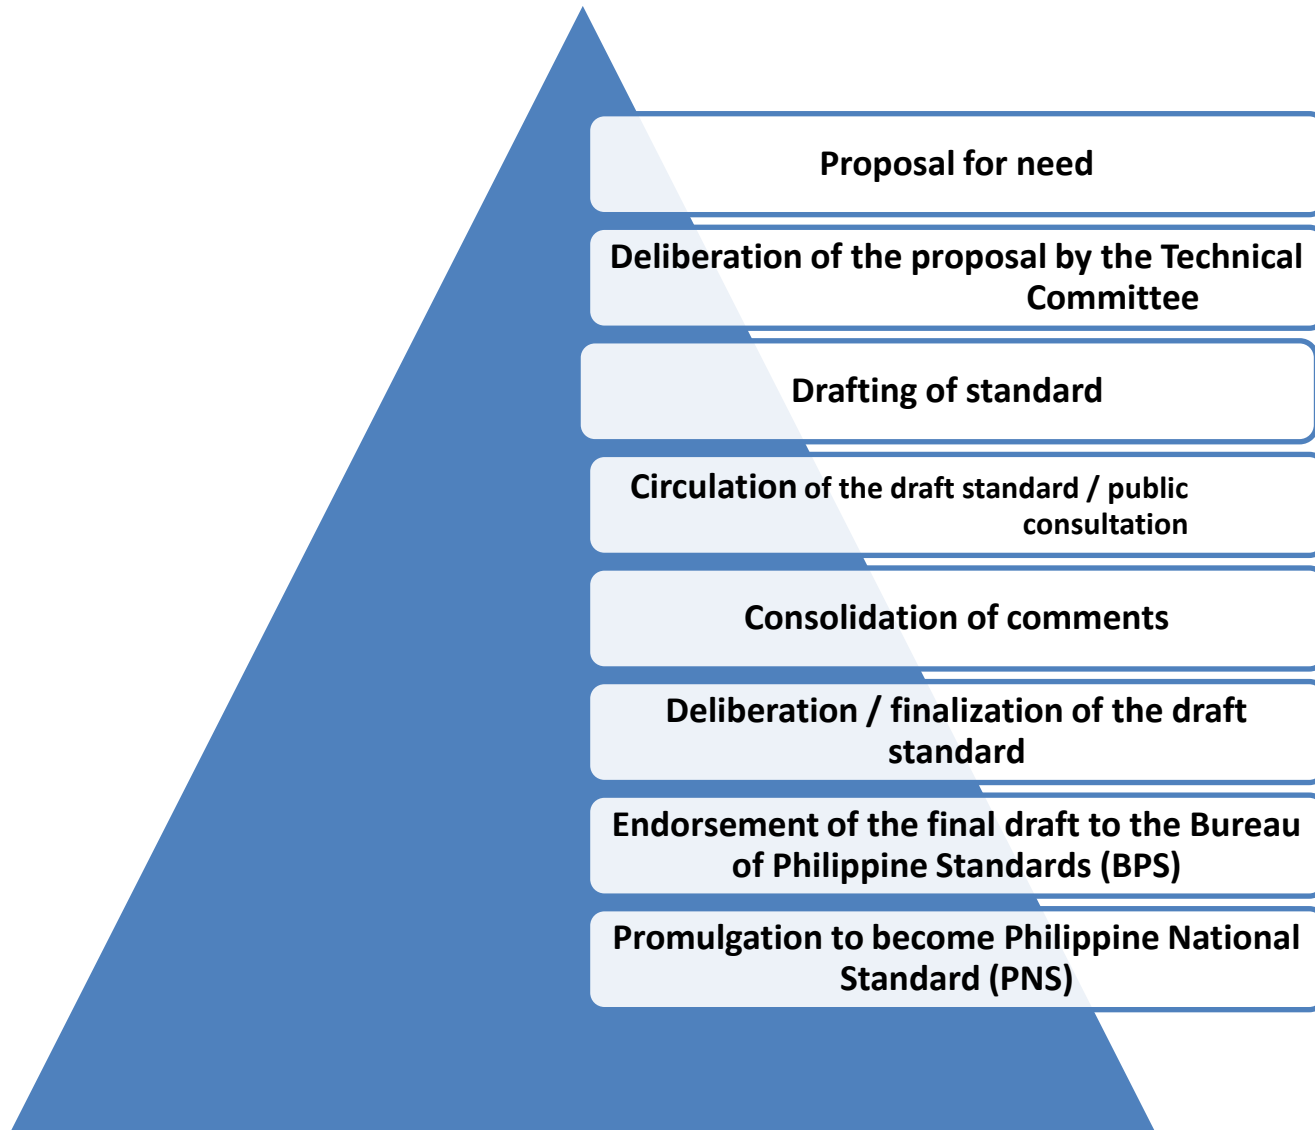 Proposal for need
Deliberation of the proposal by the Technical
Committee
Drafting of standard
Circulation of the draft standard / public
consultation
Consolidation of comments
Deliberation / finalization of the draft
standard
Endorsement of the final draft to the Bureau
of Philippine Standards (BPS)
Promulgation to become Philippine National
Standard (PNS)